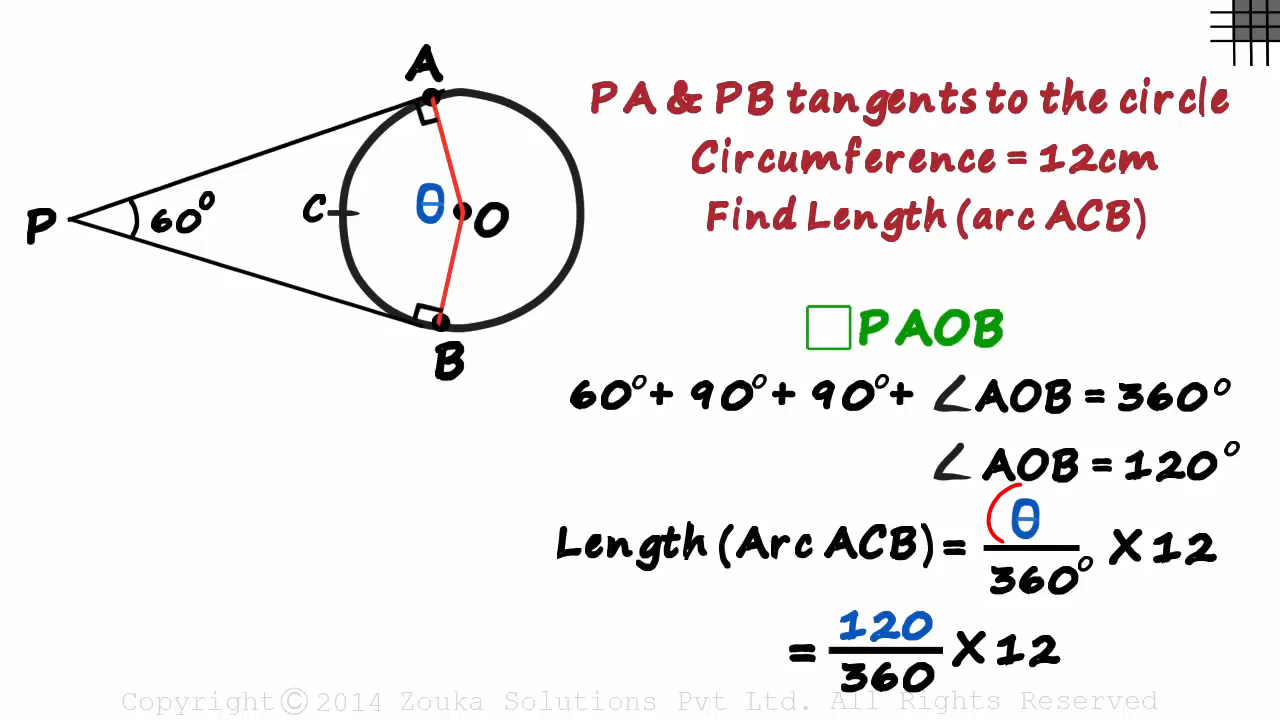 A
PA & PB tangents to the circle
Circumference = 12cm
Find Length (arc ACB)
P
60°
C
θ
O
B
□PAOB
60° + 90° + 90° + ∠AOB = 360°
∠AOB = 120°
Length (Arc ACB) = θ/360° X 12
= 120/360 X 12
Copyright © 2014 Zouka Solutions Pvt Ltd. All Rights Reserved